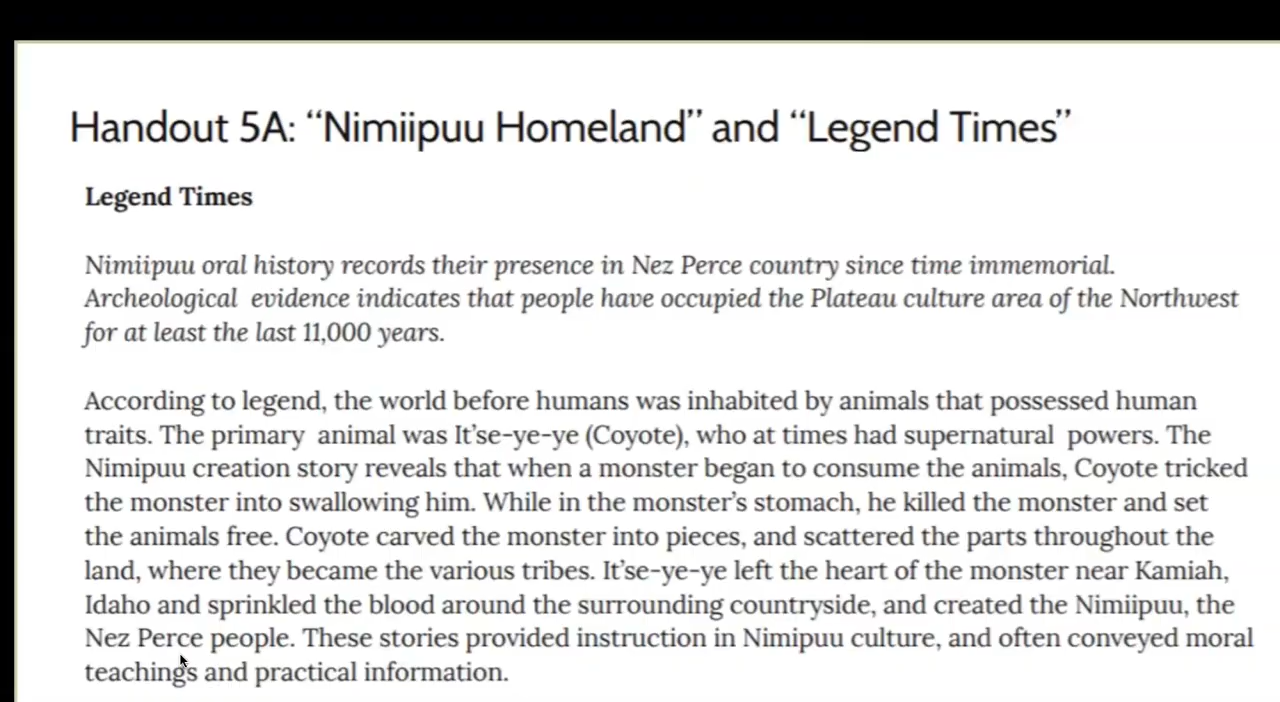 Handout 5A: “Nimiipuu Homeland” and “Legend Times”
Legend Times
Nimiipuu oral history records their presence in Nez Perce country since time immemorial.
Archeological evidence indicates that people have occupied the Plateau culture area of the Northwest
for at least the last 11,000 years.
According to legend, the world before humans was inhabited by animals that possessed human
traits. The primary animal was It’se-ye-ye (Coyote), who at times had supernatural powers. The
Nimipuu creation story reveals that when a monster began to consume the animals, Coyote tricked
the monster into swallowing him. While in the monster’s stomach, he killed the monster and set
the animals free. Coyote carved the monster into pieces, and scattered the parts throughout the
land, where they became the various tribes. It’se-ye-ye left the heart of the monster near Kamiah,
Idaho and sprinkled the blood around the surrounding countryside, and created the Nimiipuu, the
Nez Perce people. These stories provided instruction in Nimipuu culture, and often conveyed moral
teachings and practical information.